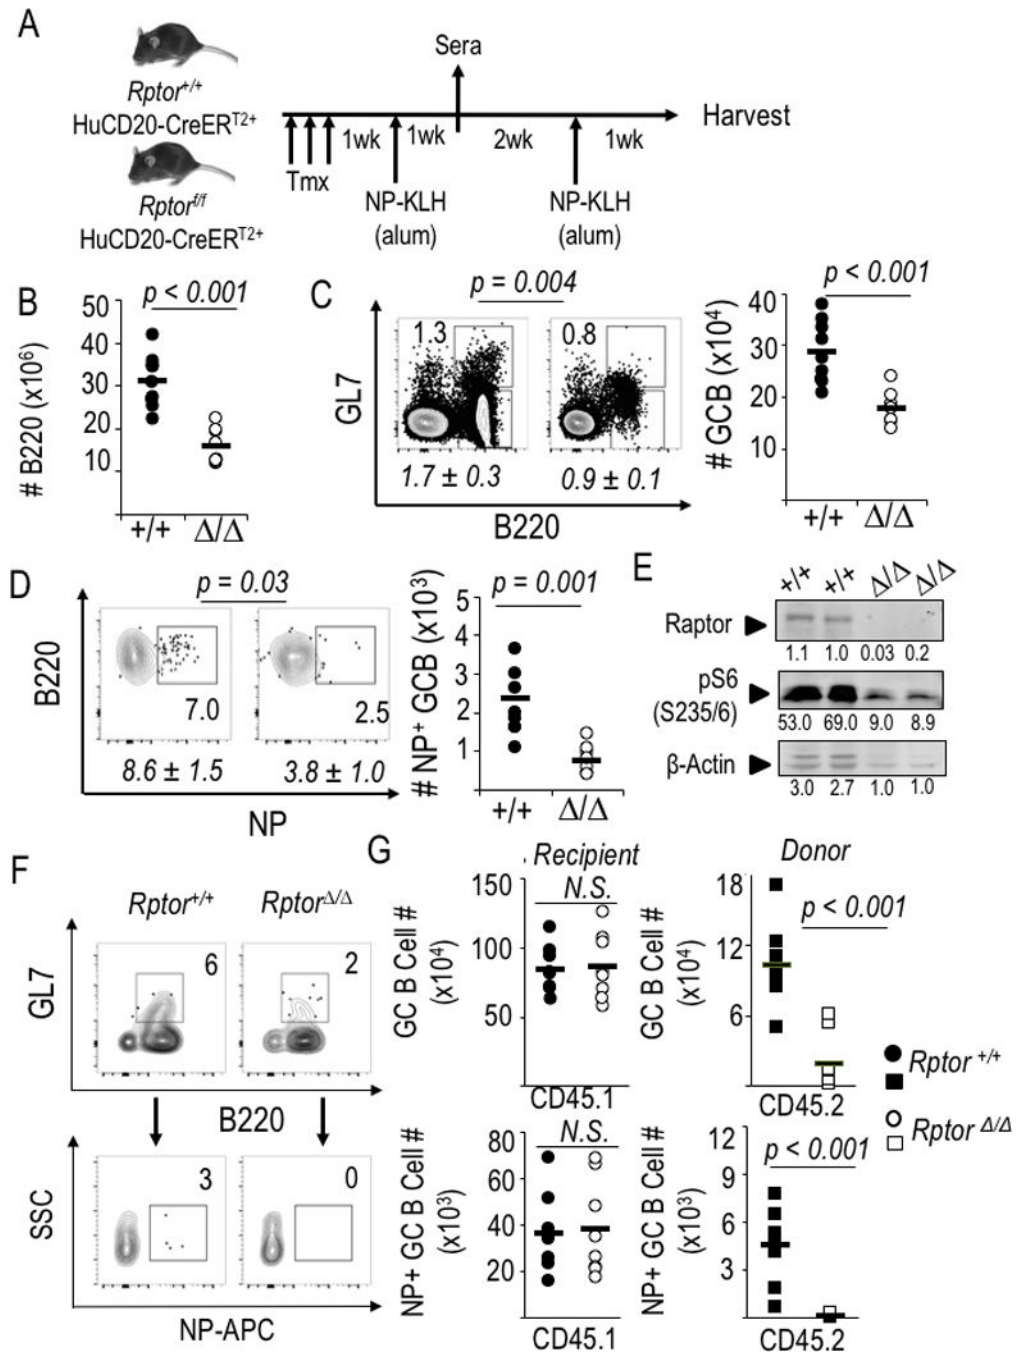 A
Rptor+/+
HuCD20-CreERT2+
Rptorf/f
HuCD20-CreERT2+
Sera
1wk
1wk
2wk
1wk
Harvest
Tmx
NP-KLH
(alum)
NP-KLH
(alum)
B
p < 0.001
# B220 (x10⁶)
50
40
30
20
10
+/+
Δ/Δ
C
p = 0.004
GL7
1.3
0.8
1.7 ± 0.3
0.9 ± 0.1
B220
p < 0.001
# GCB (x10⁴)
40
30
20
10
+/+
Δ/Δ
D
p = 0.03
B220
7.0
2.5
8.6 ± 1.5
3.8 ± 1.0
NP
p = 0.001
# NP⁺ GCB (x10³)
5
4
3
2
1
+/+
Δ/Δ
E
+/+ +/+ Δ/Δ Δ/Δ
Raptor
1.1 1.0 0.03 0.2
pS6
(S235/6)
53.0 69.0 9.0 8.9
β-Actin
3.0 2.7 1.0 1.0
F
Rptor+/+
RptorΔ/Δ
GL7
6
2
B220
SSC
3
0
NP-APC
G
Recipient
N.S.
GC B Cell #
(x10⁴)
150
100
50
CD45.1
Donor
p < 0.001
GC B Cell #
(x10⁴)
18
12
6
CD45.2
Rptor +/+
Rptor Δ/Δ
N.S.
NP+ GC B Cell #
(x10³)
80
60
40
20
CD45.1
p < 0.001
NP+ GC B Cell #
(x10³)
12
9
6
3
CD45.2